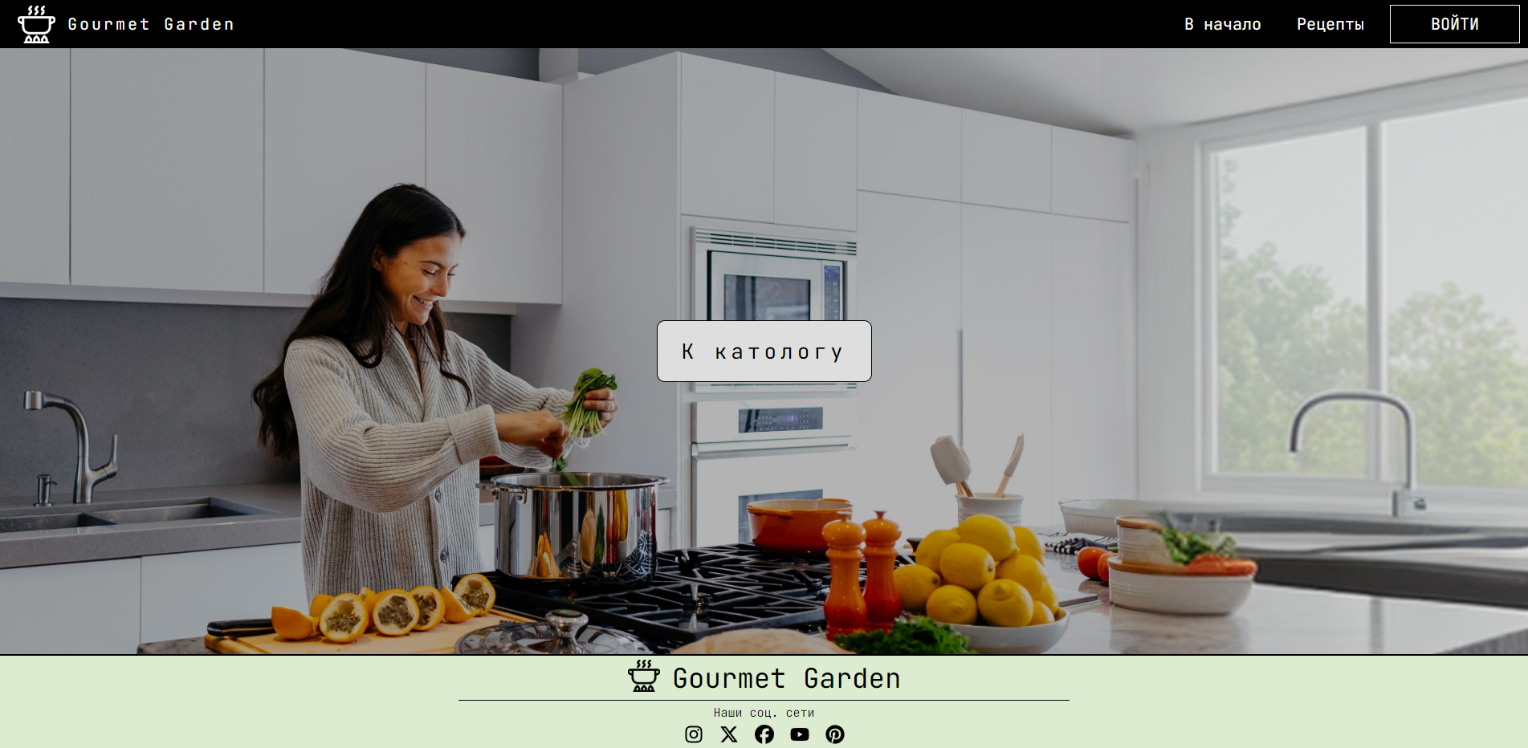 Gourmet Garden
В начало
Рецепты
ВОЙТИ
К катологу
Gourmet Garden
Наши соц. сети